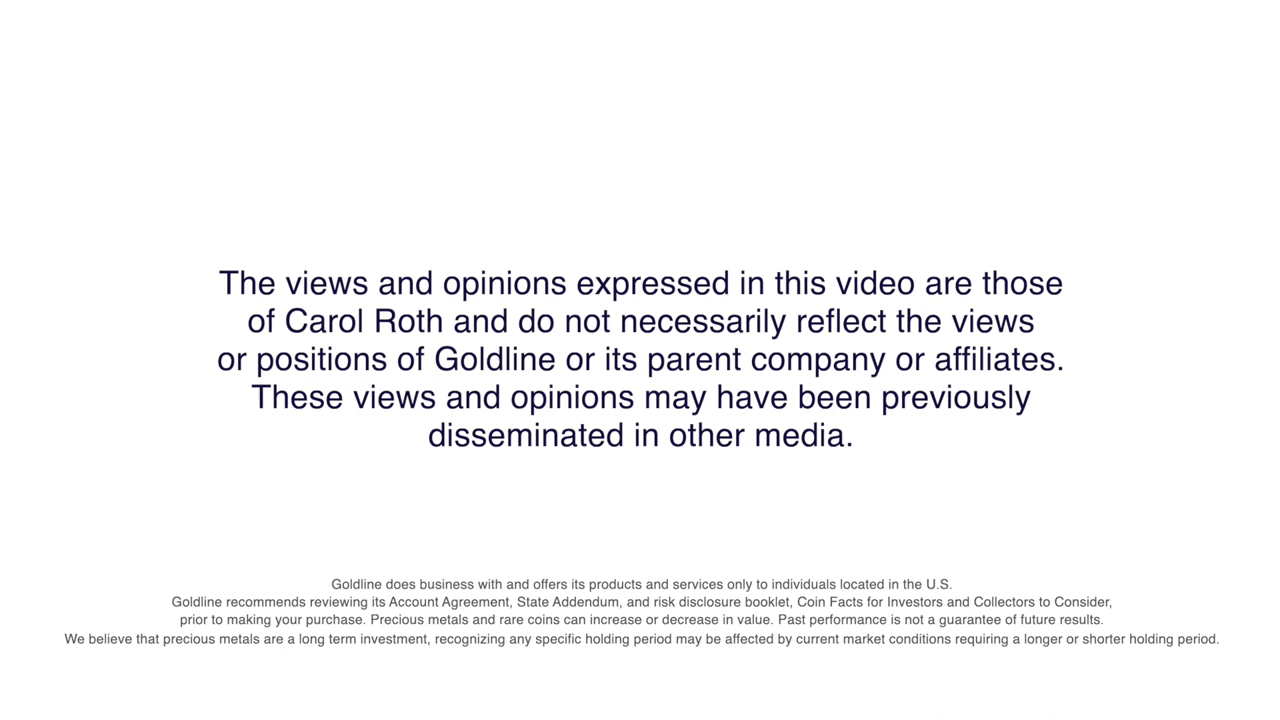 The views and opinions expressed in this video are those
of Carol Roth and do not necessarily reflect the views
or positions of Goldline or its parent company or affiliates.
These views and opinions may have been previously
disseminated in other media.
Goldline does business with and offers its products and services only to individuals located in the U.S.
Goldline recommends reviewing its Account Agreement, State Addendum, and risk disclosure booklet, Coin Facts for Investors and Collectors to Consider,
prior to making your purchase. Precious metals and rare coins can increase or decrease in value. Past performance is not a guarantee of future results.
We believe that precious metals are a long term investment, recognizing any specific holding period may be affected by current market conditions requiring a longer or shorter holding period.